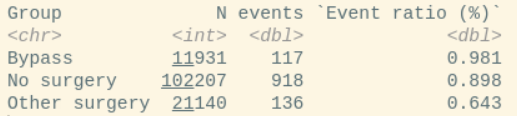 Group N events `Event ratio (%)`
<chr> <int> <dbl> <dbl>
Bypass 11931 117 0.981
No surgery 102207 918 0.898
Other surgery 21140 136 0.643